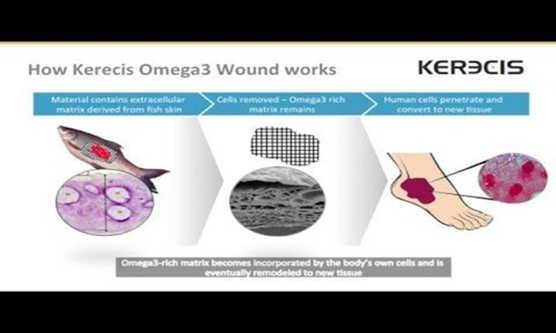 How Kerecis Omega3 Wound works
KERECIS
Material contains extracellular
matrix derived from fish skin
Cells removed – Omega3 rich
matrix remains
Human cells penetrate and
convert to new tissue
Omega3-rich matrix becomes incorporated by the body's own cells and is
eventually remodeled to new tissue